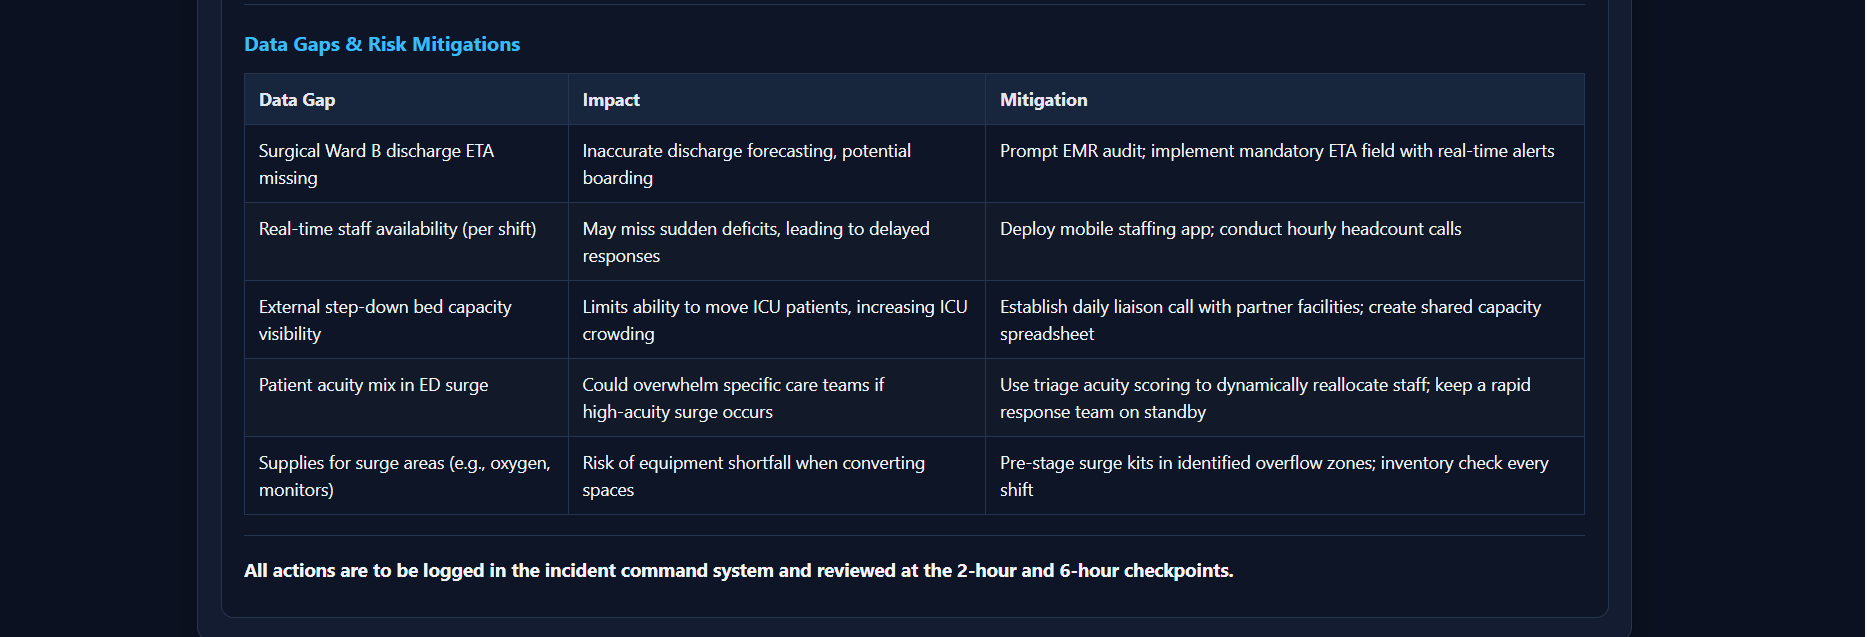 Data Gaps & Risk Mitigations
Data Gap
Impact
Mitigation
Surgical Ward B discharge ETA
missing
Inaccurate discharge forecasting, potential
boarding
Prompt EMR audit; implement mandatory ETA field with real-time alerts
Real-time staff availability (per shift)
May miss sudden deficits, leading to delayed
responses
Deploy mobile staffing app; conduct hourly headcount calls
External step-down bed capacity
visibility
Limits ability to move ICU patients, increasing ICU
crowding
Establish daily liaison call with partner facilities; create shared capacity
spreadsheet
Patient acuity mix in ED surge
Could overwhelm specific care teams if
high-acuity surge occurs
Use triage acuity scoring to dynamically reallocate staff; keep a rapid
response team on standby
Supplies for surge areas (e.g., oxygen,
monitors)
Risk of equipment shortfall when converting
spaces
Pre-stage surge kits in identified overflow zones; inventory check every
shift
All actions are to be logged in the incident command system and reviewed at the 2-hour and 6-hour checkpoints.